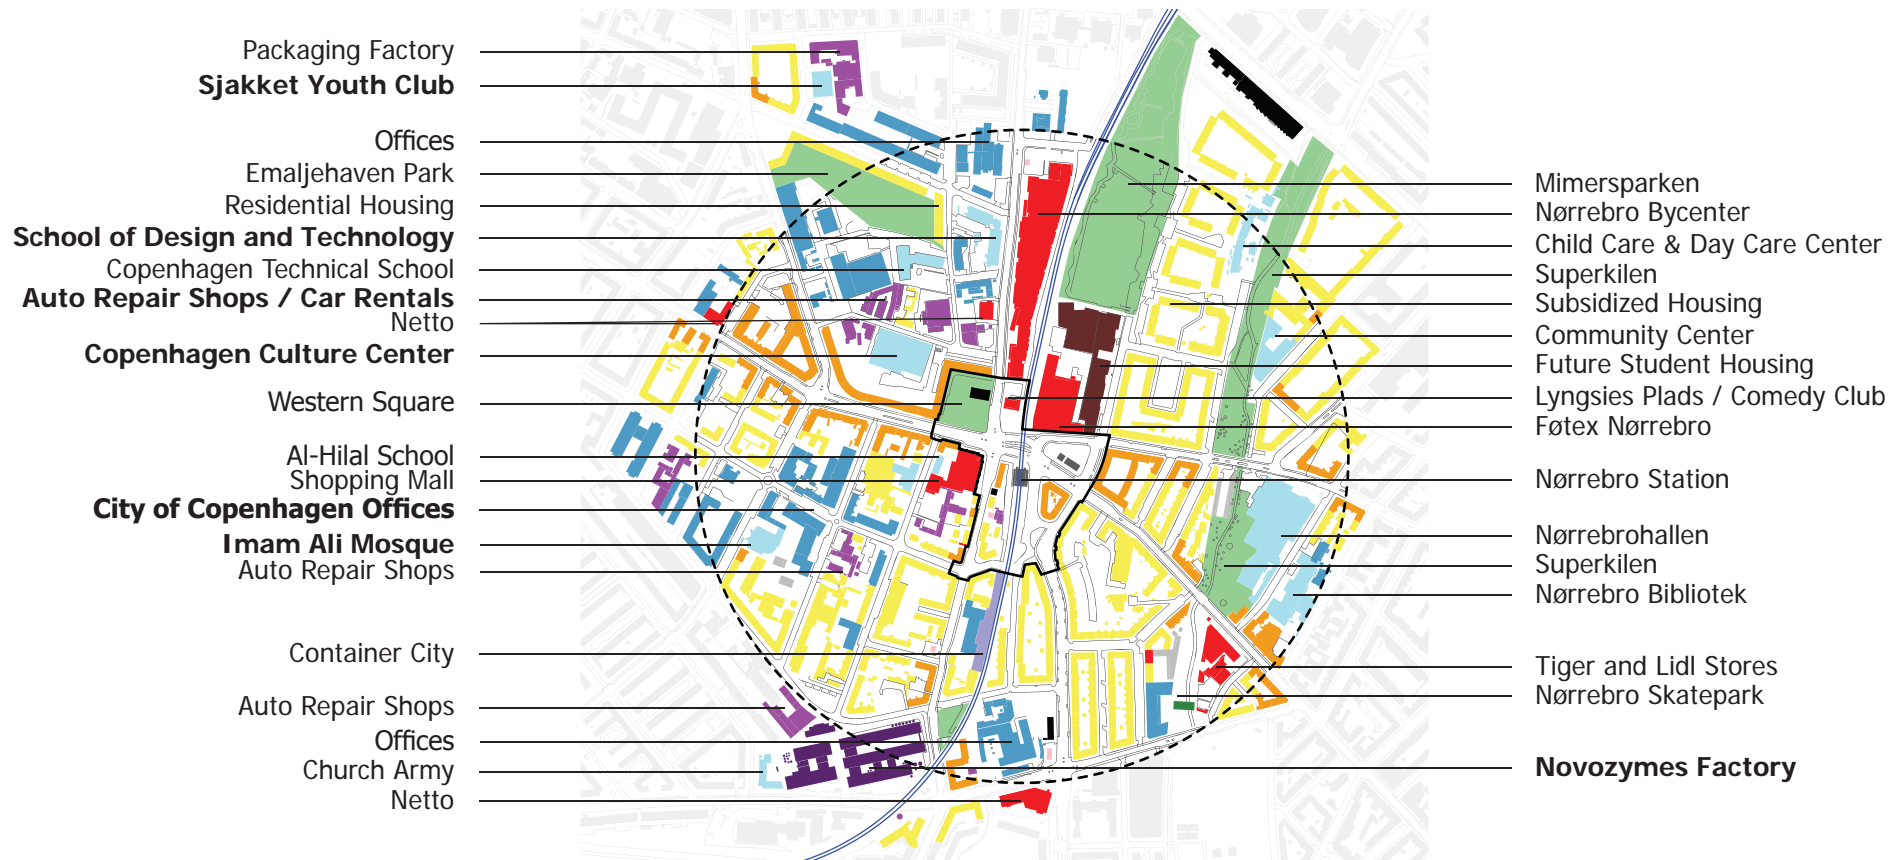 Packaging Factory
Sjakket Youth Club
Offices
Emaljehaven Park
Residential Housing
School of Design and Technology
Copenhagen Technical School
Auto Repair Shops / Car Rentals
Netto
Copenhagen Culture Center
Western Square
Al-Hilal School
Shopping Mall
City of Copenhagen Offices
Imam Ali Mosque
Auto Repair Shops
Container City
Auto Repair Shops
Offices
Church Army
Netto
Mimersparken
Nørrebro Bycenter
Child Care & Day Care Center
Superkilen
Subsidized Housing
Community Center
Future Student Housing
Lyngsies Plads / Comedy Club
Føtex Nørrebro
Nørrebro Station
Nørrebrohallen
Superkilen
Nørrebro Bibliotek
Tiger and Lidl Stores
Nørrebro Skatepark
Novozymes Factory